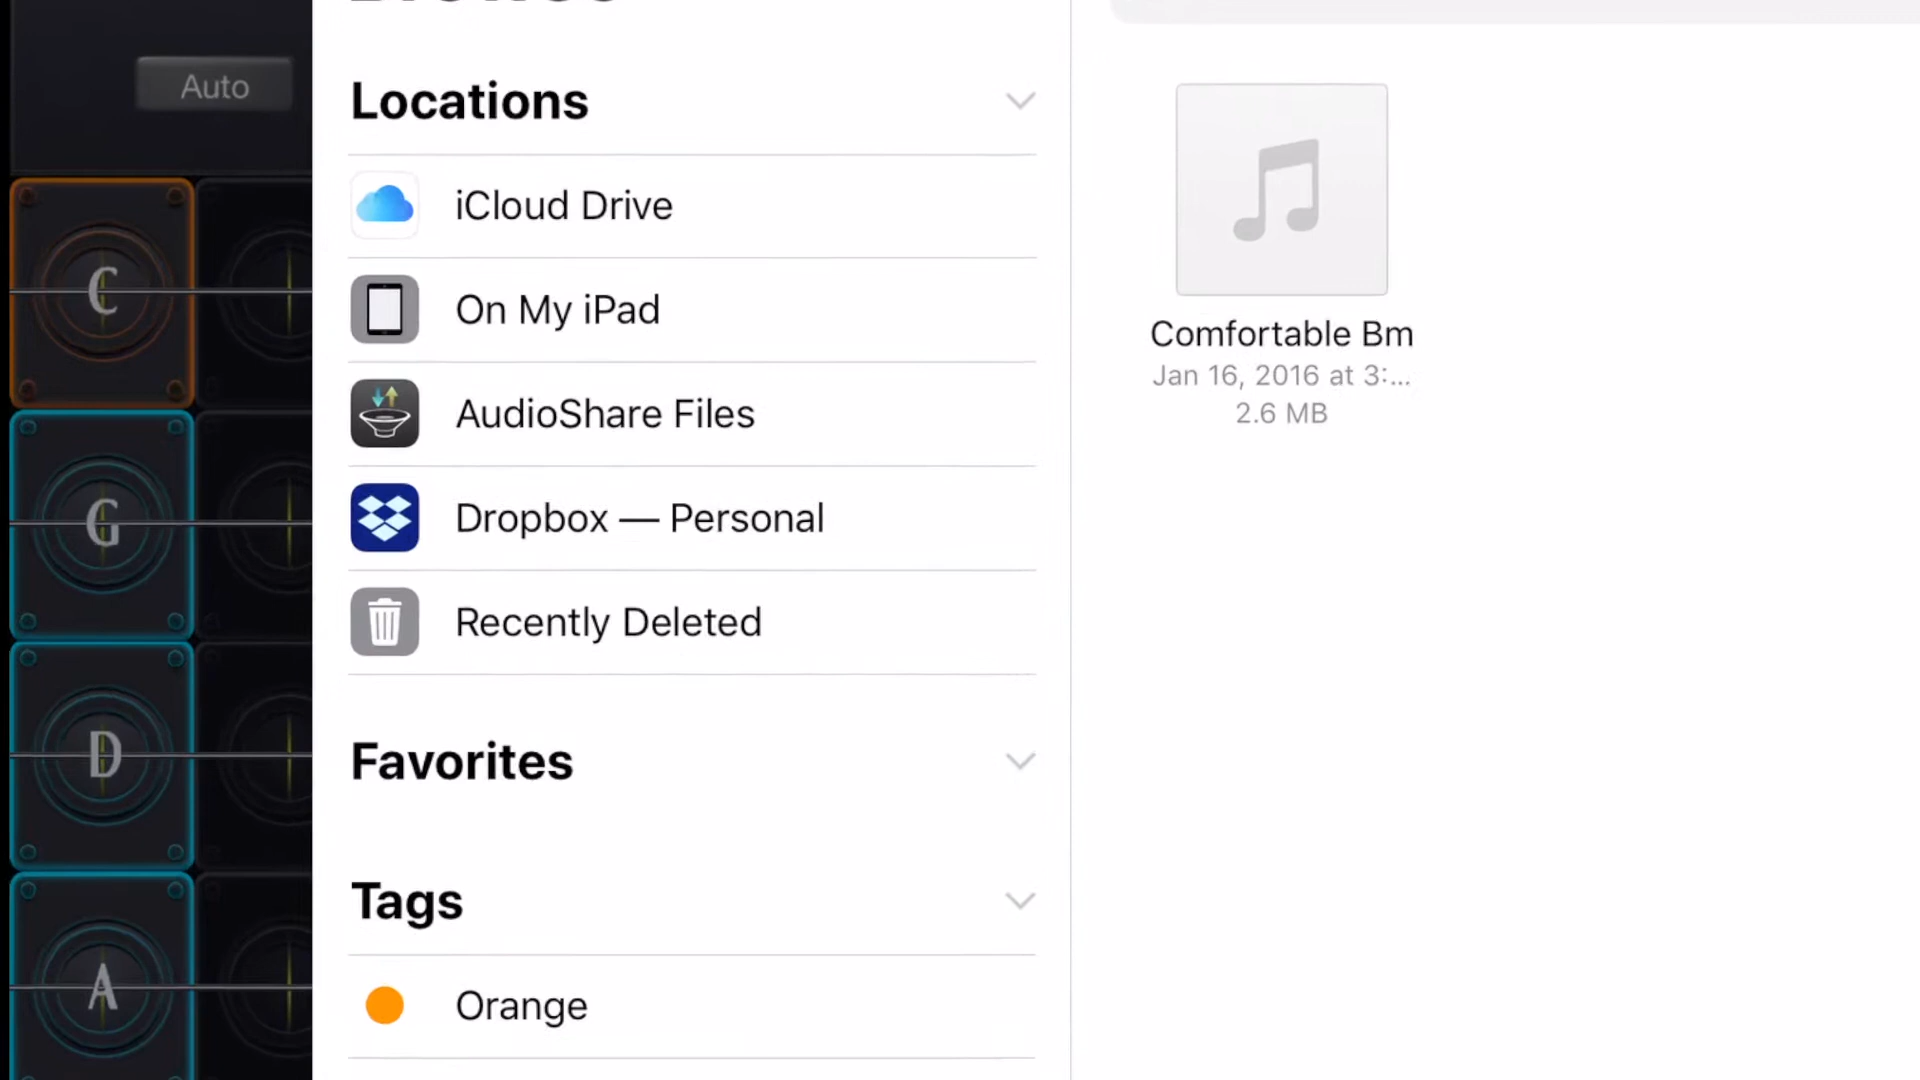 Auto
C
G
D
A
Locations
iCloud Drive
On My iPad
AudioShare Files
Dropbox — Personal
Recently Deleted
Favorites
Tags
Orange
Comfortable Bm
Jan 16, 2016 at 3:...
2.6 MB